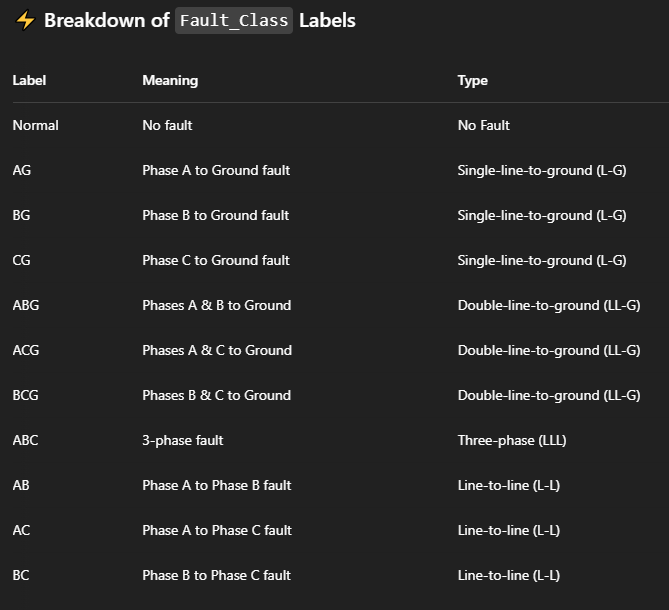 ⚡ Breakdown of Fault_Class Labels
Label Meaning Type
Normal No fault No Fault
AG Phase A to Ground fault Single-line-to-ground (L-G)
BG Phase B to Ground fault Single-line-to-ground (L-G)
CG Phase C to Ground fault Single-line-to-ground (L-G)
ABG Phases A & B to Ground Double-line-to-ground (LL-G)
ACG Phases A & C to Ground Double-line-to-ground (LL-G)
BCG Phases B & C to Ground Double-line-to-ground (LL-G)
ABC 3-phase fault Three-phase (LLL)
AB Phase A to Phase B fault Line-to-line (L-L)
AC Phase A to Phase C fault Line-to-line (L-L)
BC Phase B to Phase C fault Line-to-line (L-L)